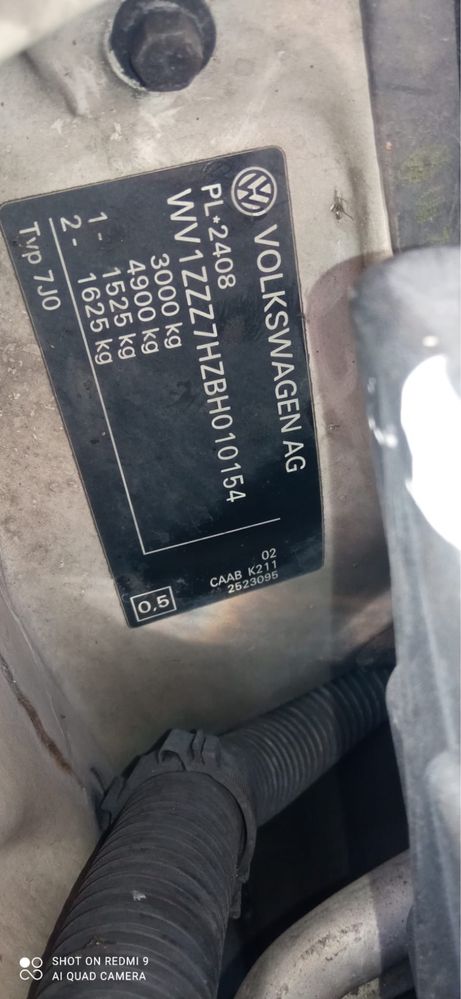 VOLKSWAGEN AG
PL*2408
WV1ZZZ7HZBH010154
3000 kg
4900 kg
1- 1525 kg
2- 1625 kg
Typ 7J0
02
CAAB K211
2523095
0,5
SHOT ON REDMI 9
AI QUAD CAMERA